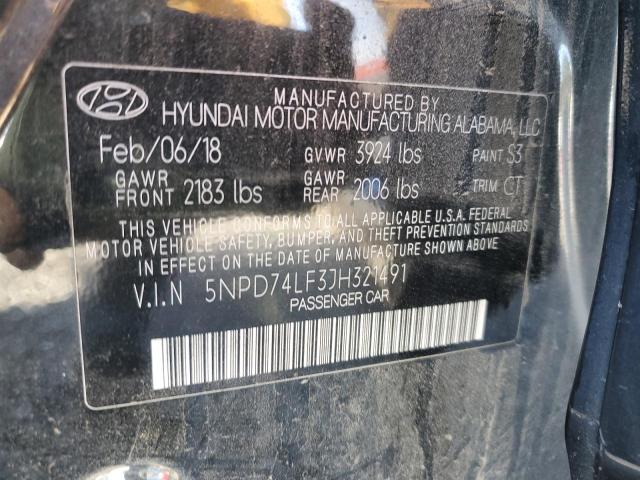 MANUFACTURED BY
HYUNDAI MOTOR MANUFACTURING ALABAMA, LLC
Feb/06/18 GVWR 3924 lbs PAINT S3
GAWR FRONT 2183 lbs GAWR REAR 2006 lbs TRIM CT
THIS VEHICLE CONFORMS TO ALL APPLICABLE U.S.A. FEDERAL
MOTOR VEHICLE SAFETY, BUMPER, AND THEFT PREVENTION STANDARDS
IN EFFECT ON THE DATE OF MANUFACTURE SHOWN ABOVE.
V.I.N 5NPD74LF3JH321491
PASSENGER CAR